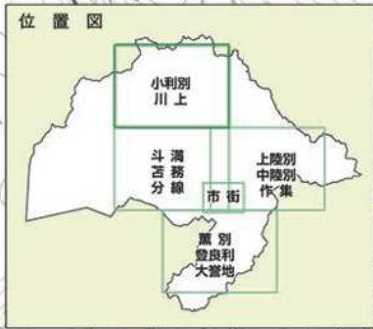 位置図
小利別
川上
斗満
苫務
分線
上陸別
中陸別
作集
市街
薫別
登良利
大誉地